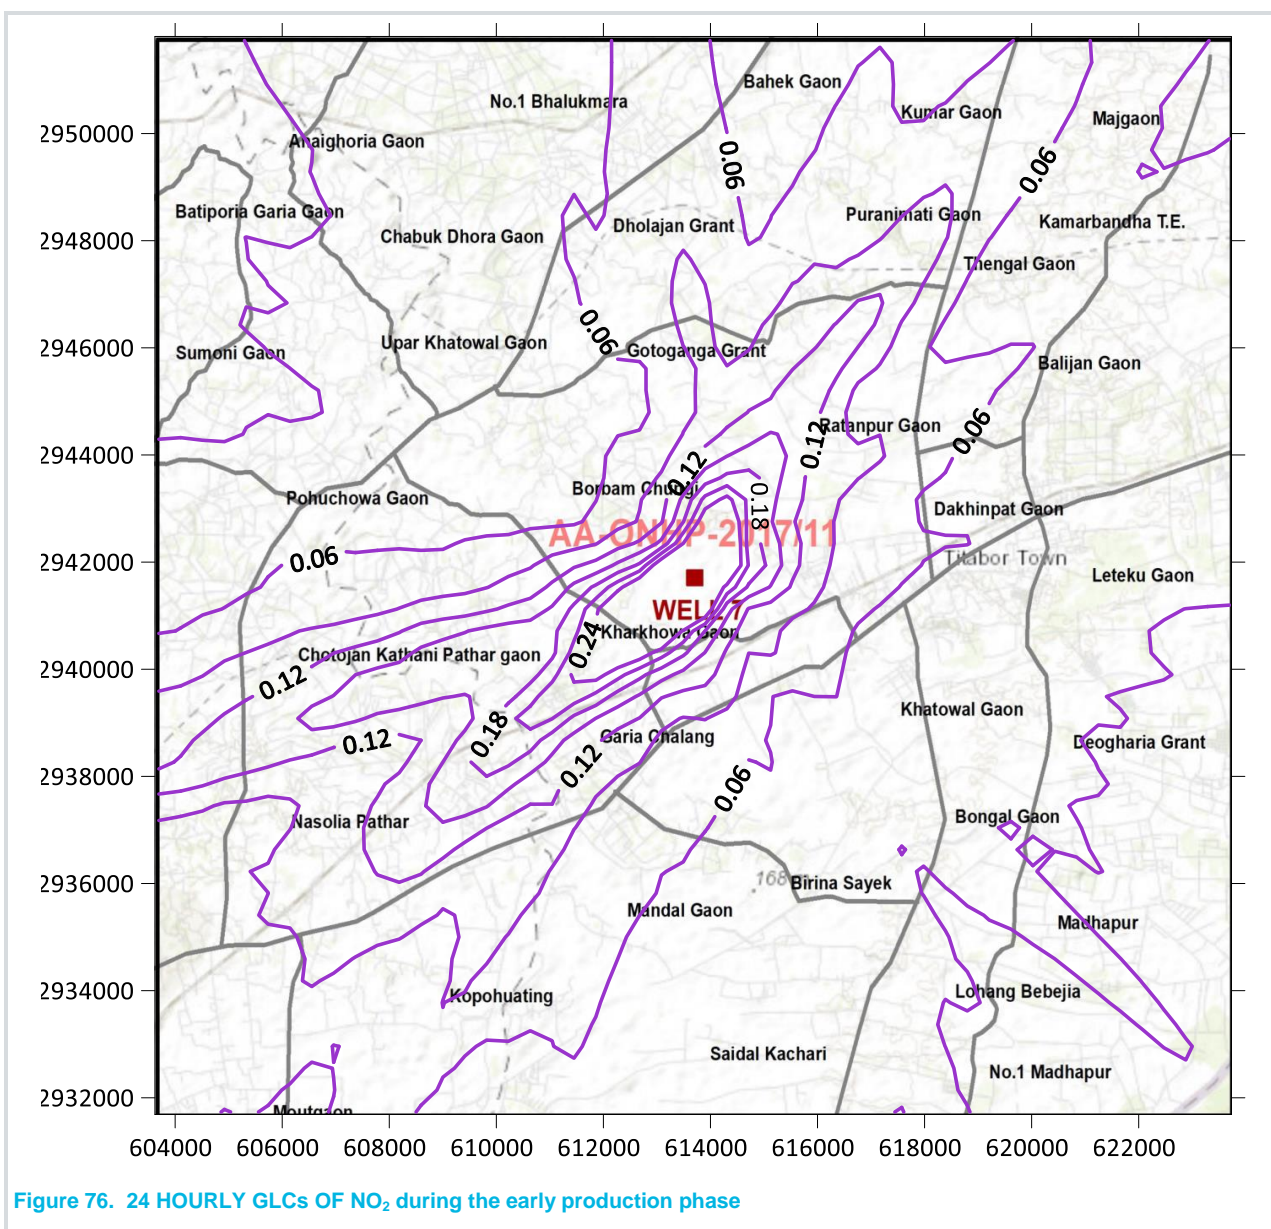 Bahek Gaon
No.1 Bhalukmara
Kumar Gaon
Majgaon
2950000
Anaighoria Gaon
0.06
0.06
Batiporia Garia Gaon
Puranimati Gaon
Dholajan Grant
Kamarbandha T.E.
2948000
Chabuk Dhora Gaon
Thengal Gaon
0.06
2946000
Upar Khatowal Gaon
Sumoni Gaon
Gotoganga Grant
Balijan Gaon
0.06
0.12
Ratanpur Gaon
2944000
0.12
Borbam Chungi
Pohuchowa Gaon
0.18
Dakhinpat Gaon
AA-ONHP-2017/11
2942000
0.06
Titabor Town
Leteku Gaon
WELL 7
Kharkhowa Gaon
0.24
2940000
Chotojan Kathani Pathar gaon
0.12
Khatowal Gaon
0.18
0.12
Garia Chalang
Deogharia Grant
2938000
0.12
0.06
Nasolia Pathar
Bongal Gaon
2936000
.168
Birina Sayek
Mandal Gaon
Madhapur
2934000
Kopohuating
Lohang Bebejia
Saidal Kachari
No.1 Madhapur
2932000
Moutgaon
604000 606000 608000 610000 612000 614000 616000 618000 620000 622000
Figure 76. 24 HOURLY GLCs OF NO₂ during the early production phase